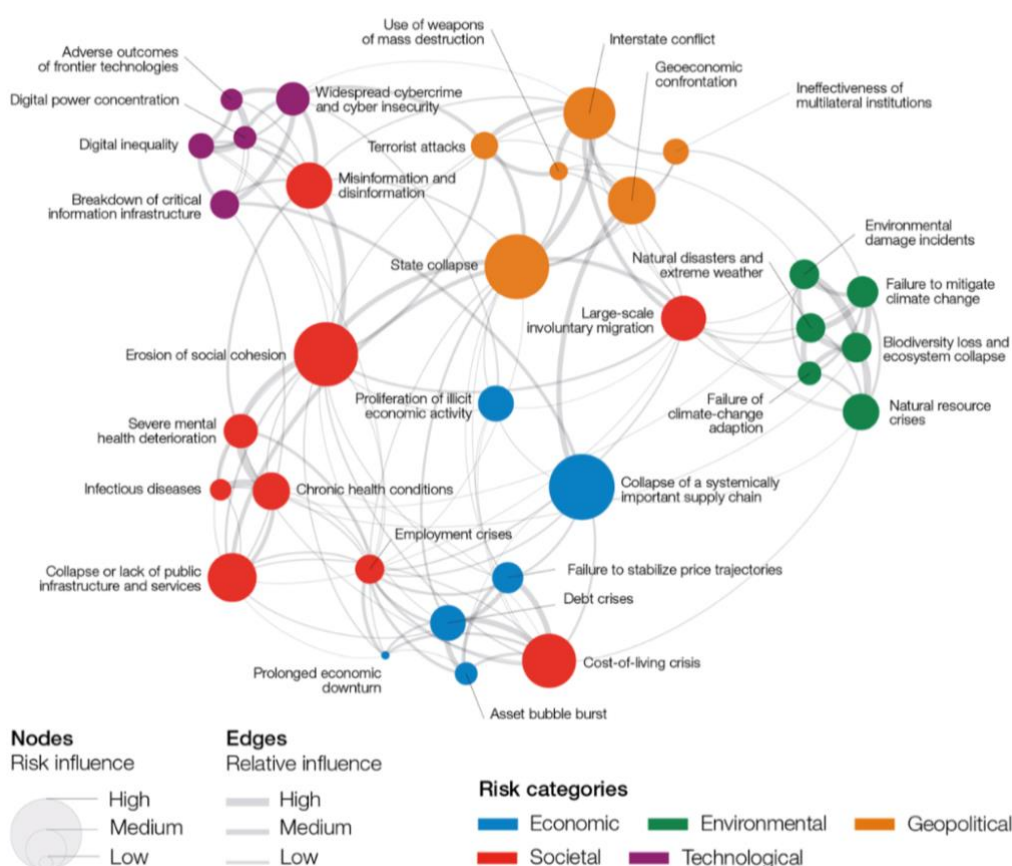 Use of weapons
of mass destruction
Interstate conflict
Adverse outcomes
of frontier technologies
Geoeconomic
confrontation
Digital power concentration
Widespread cybercrime
and cyber insecurity
Ineffectiveness of
multilateral institutions
Digital inequality
Terrorist attacks
Misinformation and
disinformation
Breakdown of critical
information infrastructure
Environmental
damage incidents
State collapse
Natural disasters and
extreme weather
Failure to mitigate
climate change
Large-scale
involuntary migration
Erosion of social cohesion
Biodiversity loss and
ecosystem collapse
Proliferation of illicit
economic activity
Failure of
climate-change
adaption
Natural resource
crises
Severe mental
health deterioration
Infectious diseases
Chronic health conditions
Collapse of a systemically
important supply chain
Employment crises
Collapse or lack of public
infrastructure and services
Failure to stabilize price trajectories
Debt crises
Prolonged economic
downturn
Cost-of-living crisis
Asset bubble burst
Nodes
Risk influence
High
Medium
Low
Edges
Relative influence
High
Medium
Low
Risk categories
Economic
Environmental
Geopolitical
Societal
Technological